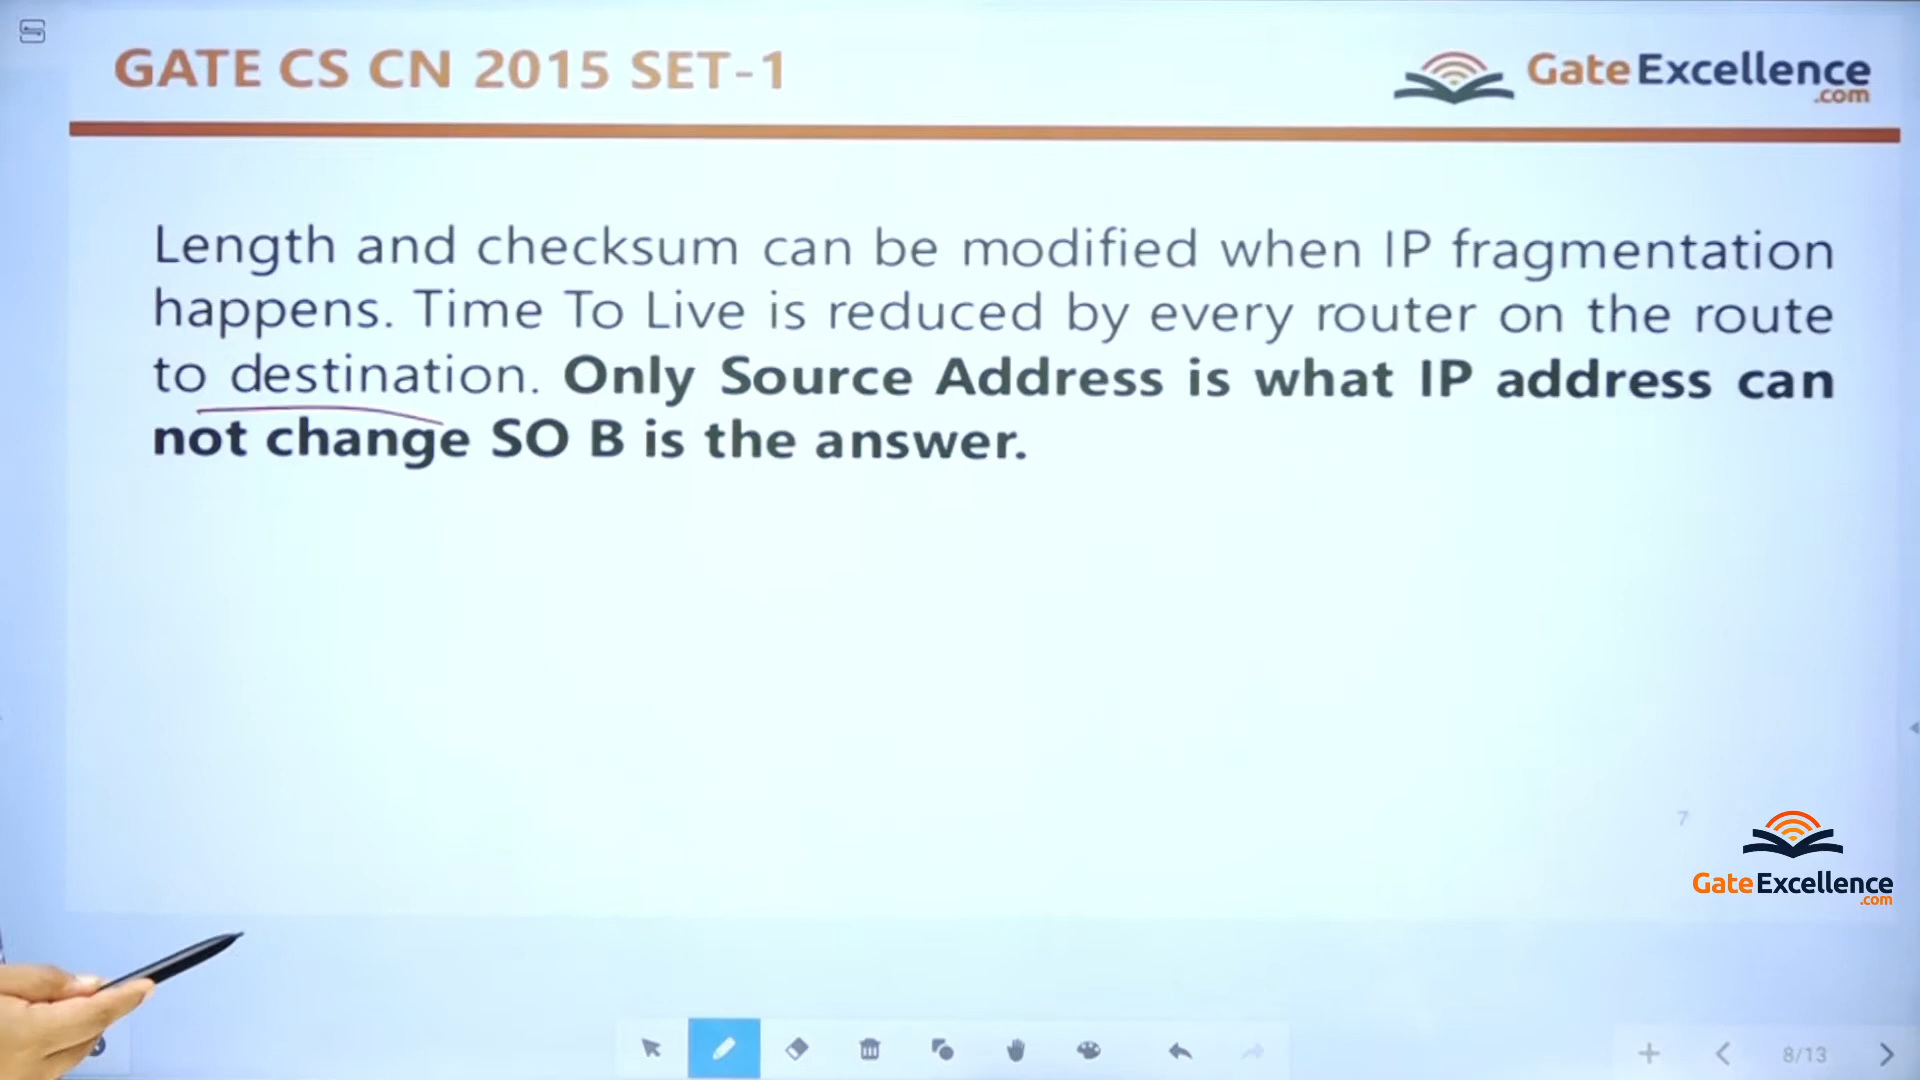 GATE CS CN 2015 SET-1
GateExcellence
.com
Length and checksum can be modified when IP fragmentation
happens. Time To Live is reduced by every router on the route
to destination. Only Source Address is what IP address can
not change SO B is the answer.
7
GateExcellence
.com
8/13